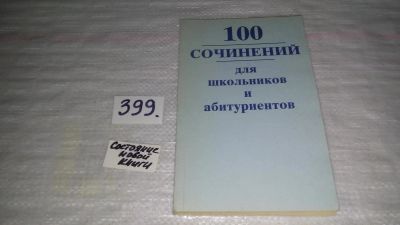 100
СОЧИНЕНИЙ
для
школьников
и
абитуриентов
399.
Состояние
новой
книги